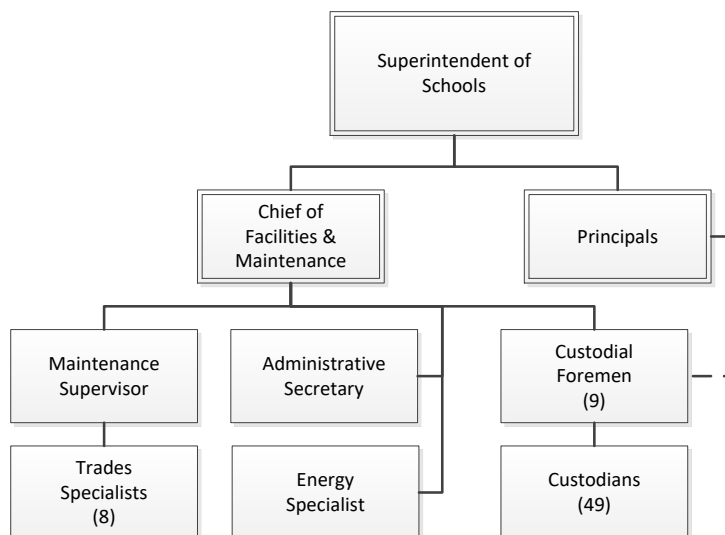 Superintendent of
Schools
Chief of
Facilities &
Maintenance
Principals
Maintenance
Supervisor
Administrative
Secretary
Custodial
Foremen
(9)
Trades
Specialists
(8)
Energy
Specialist
Custodians
(49)